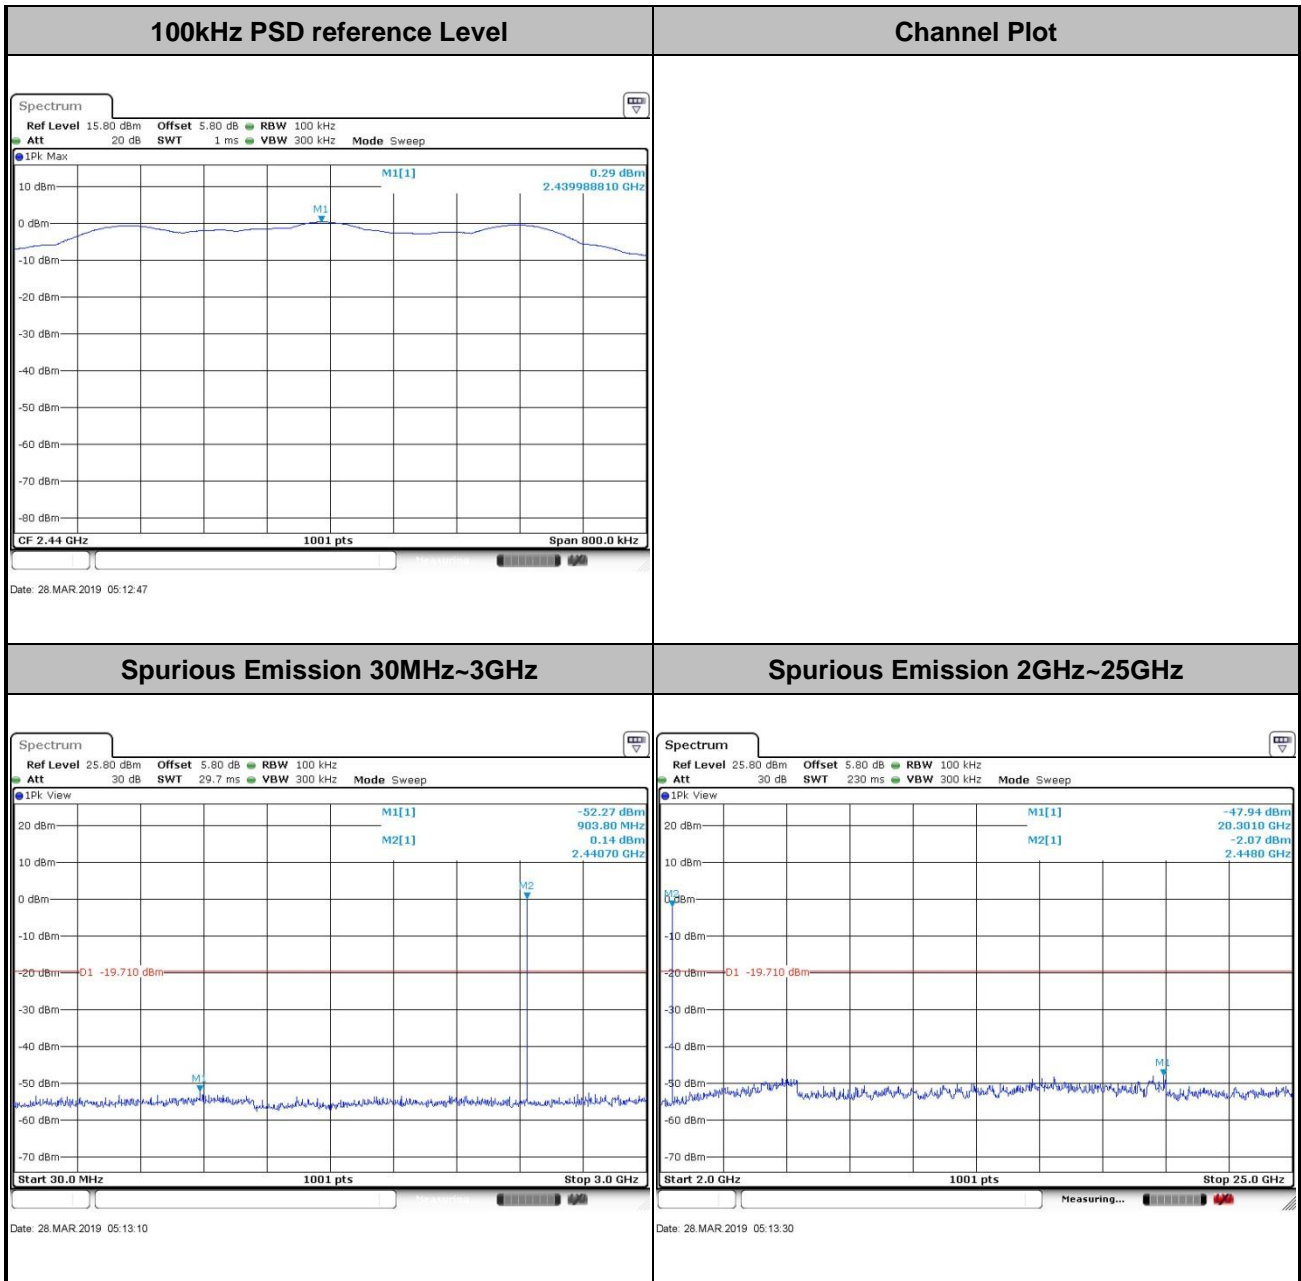 100kHz PSD reference Level
Channel Plot
Spectrum
Ref Level 15.80 dBm Offset 5.80 dB RBW 100 kHz
Att 20 dB SWT 1 ms VBW 300 kHz Mode Sweep
1Pk Max
M1[1] 0.29 dBm
2.439988810 GHz
10 dBm
M1
0 dBm
-10 dBm
-20 dBm
-30 dBm
-40 dBm
-50 dBm
-60 dBm
-70 dBm
-80 dBm
CF 2.44 GHz 1001 pts Span 800.0 kHz
Measuring...
Date: 28.MAR.2019 05:12:47
Spurious Emission 30MHz~3GHz
Spurious Emission 2GHz~25GHz
Spectrum
Ref Level 25.80 dBm Offset 5.80 dB RBW 100 kHz
Att 30 dB SWT 29.7 ms VBW 300 kHz Mode Sweep
1Pk View
M1[1] -52.27 dBm
903.80 MHz
20 dBm
M2[1] 0.14 dBm
2.44070 GHz
10 dBm
M2
0 dBm
-10 dBm
-20 dBm D1 -19.710 dBm
-30 dBm
-40 dBm
M1
-50 dBm
-60 dBm
-70 dBm
Start 30.0 MHz 1001 pts Stop 3.0 GHz
Measuring...
Date: 28.MAR.2019 05:13:10
Spectrum
Ref Level 25.80 dBm Offset 5.80 dB RBW 100 kHz
Att 30 dB SWT 230 ms VBW 300 kHz Mode Sweep
1Pk View
M1[1] -47.94 dBm
20.3010 GHz
20 dBm
M2[1] -2.07 dBm
2.4480 GHz
10 dBm
M2
0 dBm
-10 dBm
-20 dBm D1 -19.710 dBm
-30 dBm
-40 dBm
M1
-50 dBm
-60 dBm
-70 dBm
Start 2.0 GHz 1001 pts Stop 25.0 GHz
Measuring...
Date: 28.MAR.2019 05:13:30